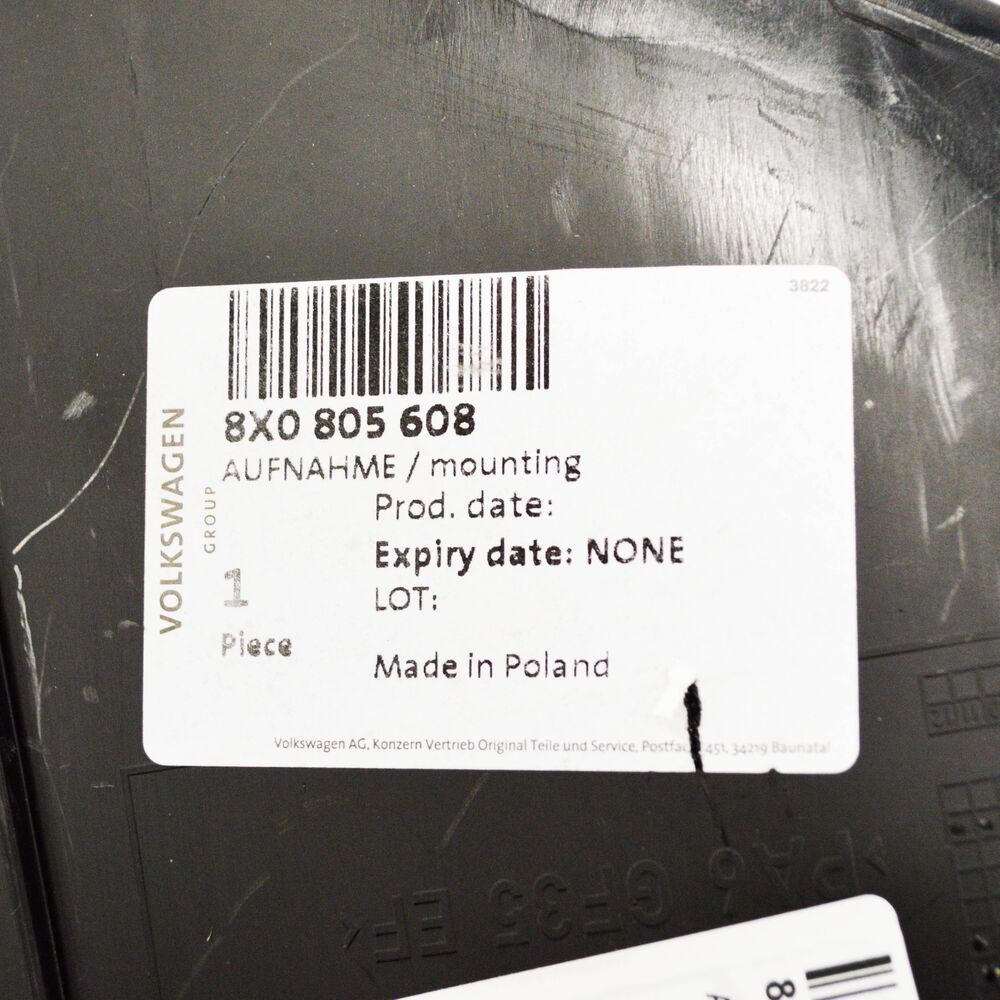 3822
8X0 805 608
AUFNAHME / mounting
Prod. date:
Expiry date: NONE
LOT:
1
Piece
Made in Poland
VOLKSWAGEN
GROUP
Volkswagen AG, Konzern Vertrieb Original Teile und Service, 451, 34219 Baunatal
>PA6 GF35 EF<
8